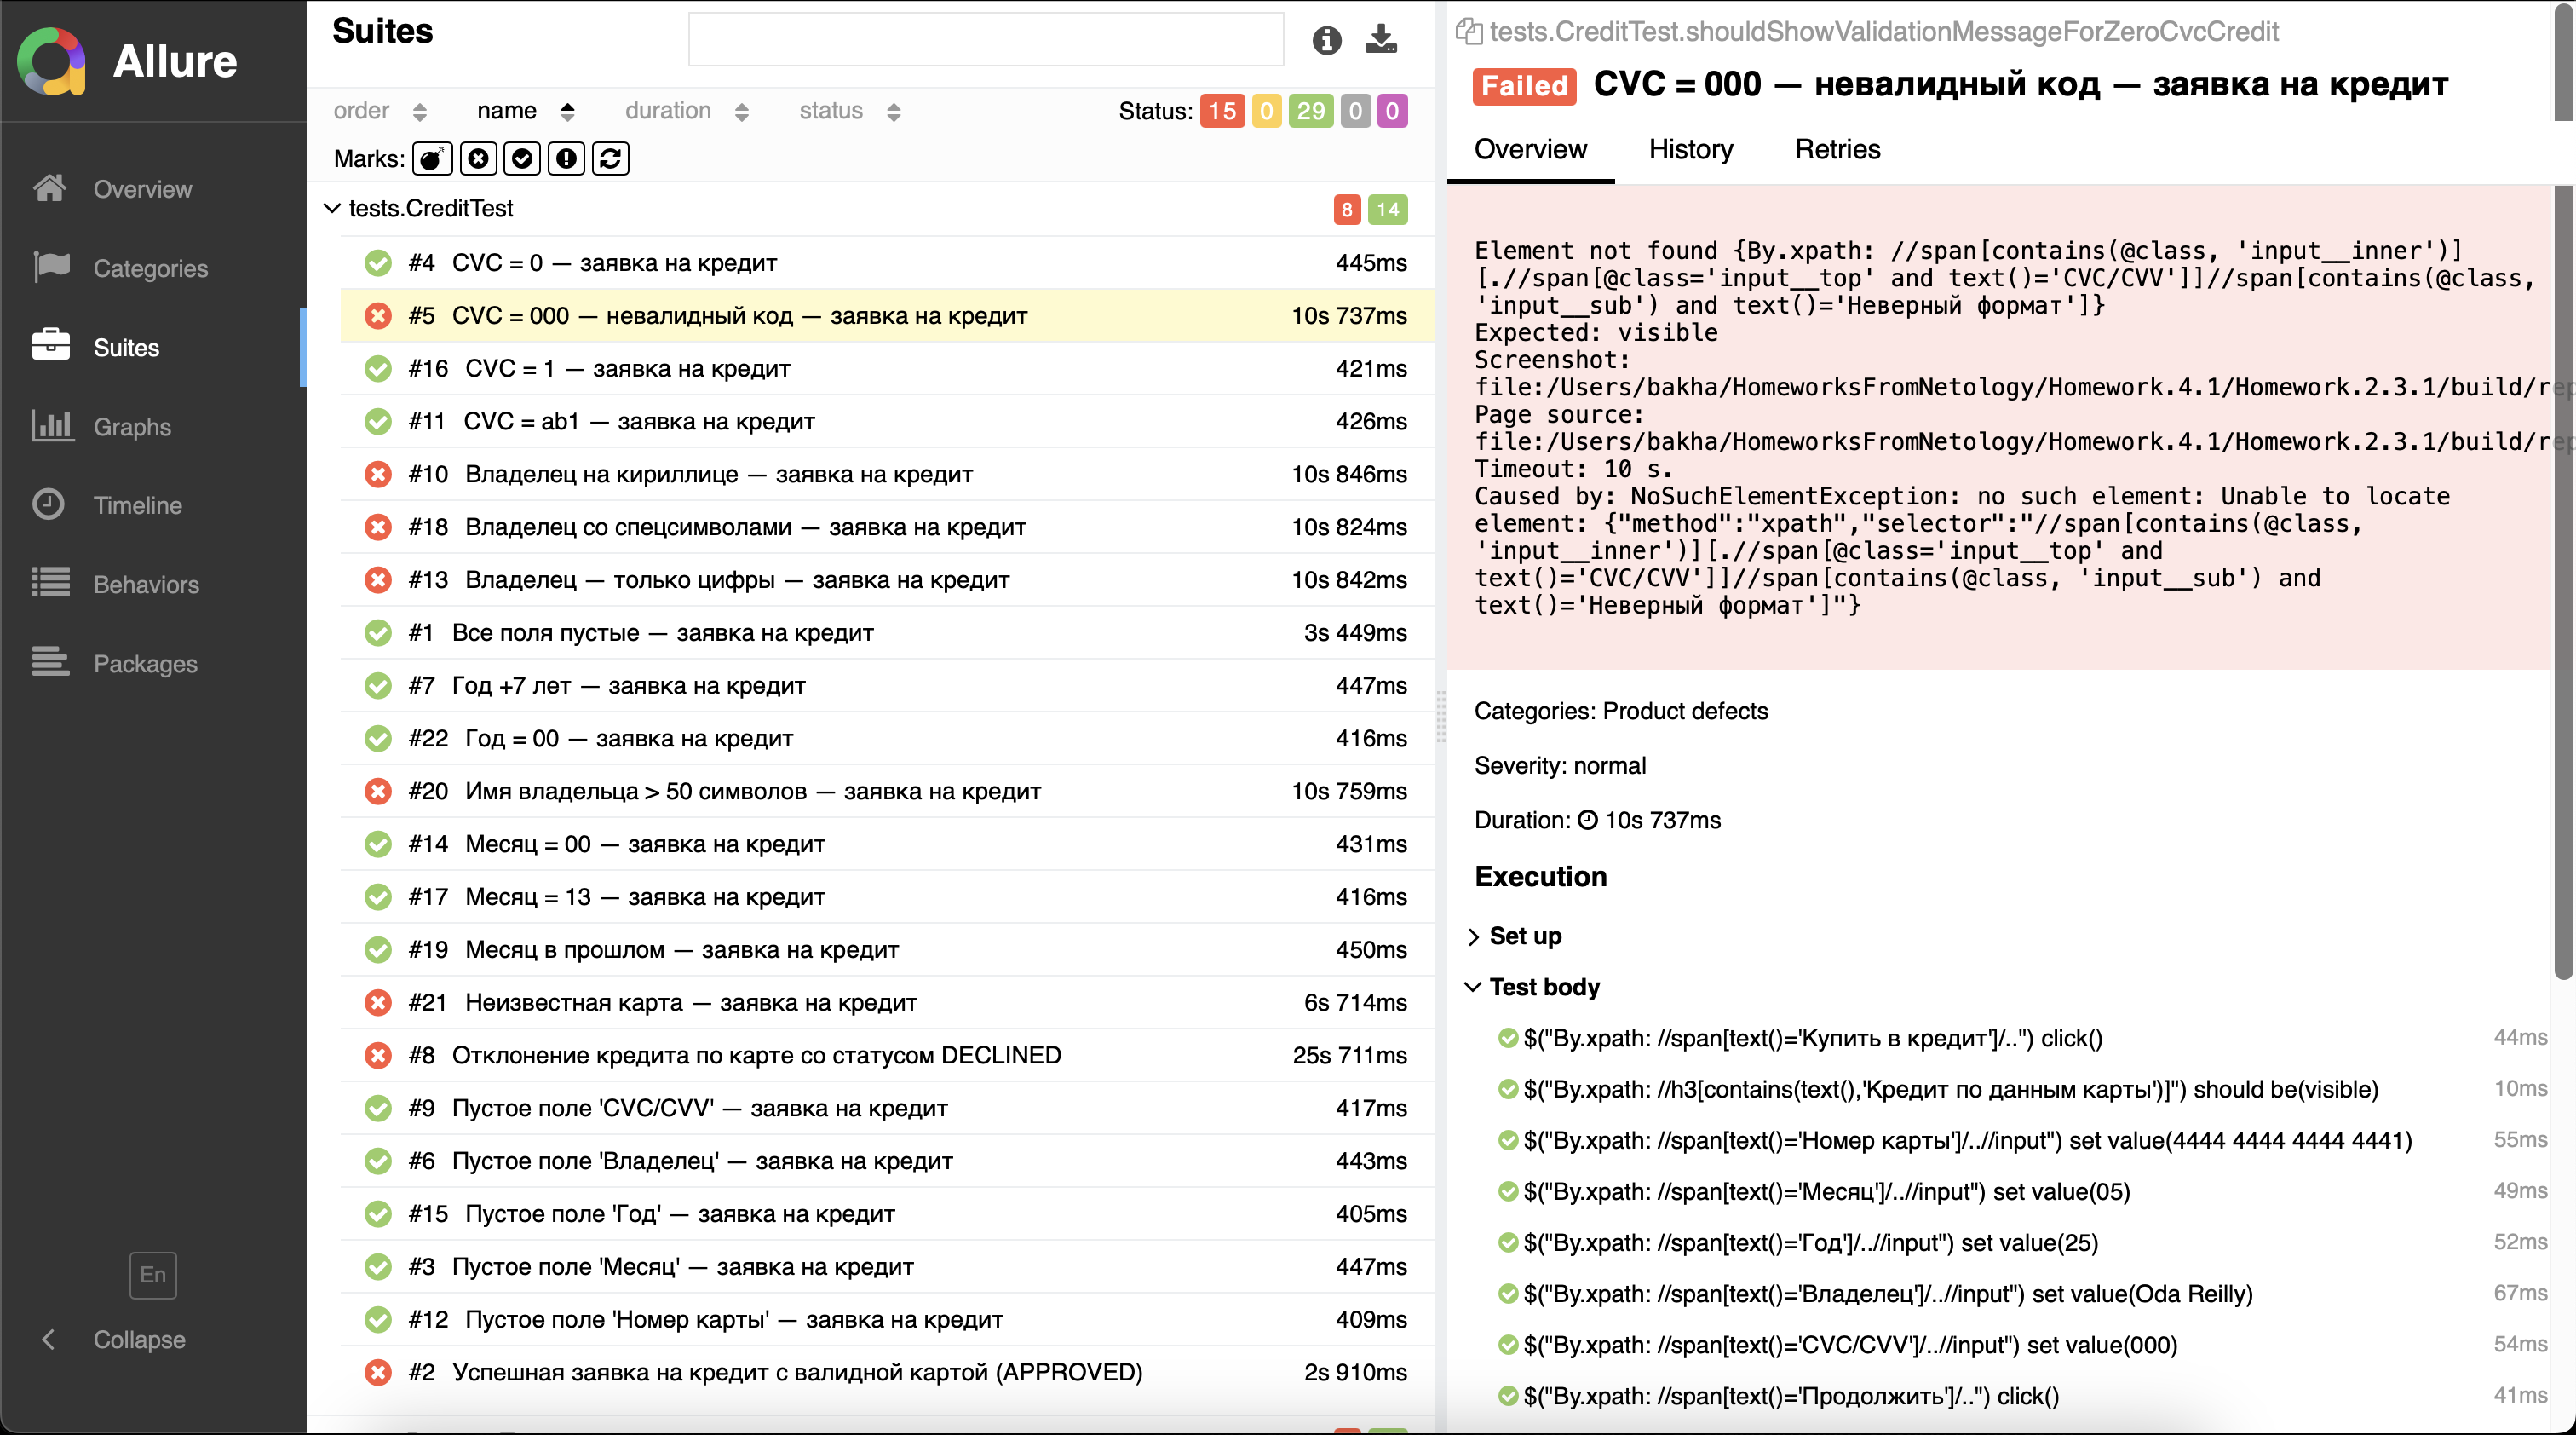 Allure
Overview
Categories
Suites
Graphs
Timeline
Behaviors
Packages
En
Collapse
Suites
order name duration status Status: 15 0 29 0 0
Marks:
tests.CreditTest 8 14
#4 CVC = 0 — заявка на кредит 445ms
#5 CVC = 000 — невалидный код — заявка на кредит 10s 737ms
#16 CVC = 1 — заявка на кредит 421ms
#11 CVC = ab1 — заявка на кредит 426ms
#10 Владелец на кириллице — заявка на кредит 10s 846ms
#18 Владелец со спецсимволами — заявка на кредит 10s 824ms
#13 Владелец — только цифры — заявка на кредит 10s 842ms
#1 Все поля пустые — заявка на кредит 3s 449ms
#7 Год +7 лет — заявка на кредит 447ms
#22 Год = 00 — заявка на кредит 416ms
#20 Имя владельца > 50 символов — заявка на кредит 10s 759ms
#14 Месяц = 00 — заявка на кредит 431ms
#17 Месяц = 13 — заявка на кредит 416ms
#19 Месяц в прошлом — заявка на кредит 450ms
#21 Неизвестная карта — заявка на кредит 6s 714ms
#8 Отклонение кредита по карте со статусом DECLINED 25s 711ms
#9 Пустое поле 'CVC/CVV' — заявка на кредит 417ms
#6 Пустое поле 'Владелец' — заявка на кредит 443ms
#15 Пустое поле 'Год' — заявка на кредит 405ms
#3 Пустое поле 'Месяц' — заявка на кредит 447ms
#12 Пустое поле 'Номер карты' — заявка на кредит 409ms
#2 Успешная заявка на кредит с валидной картой (APPROVED) 2s 910ms
tests.CreditTest.shouldShowValidationMessageForZeroCvcCredit
Failed CVC = 000 — невалидный код — заявка на кредит
Overview History Retries
Element not found {By.xpath: //span[contains(@class, 'input__inner')]
[.//span[@class='input__top' and text()='CVC/CVV']]//span[contains(@class,
'input__sub') and text()='Неверный формат']}
Expected: visible
Screenshot:
file:/Users/bakha/HomeworksFromNetology/Homework.4.1/Homework.2.3.1/build/rep
Page source:
file:/Users/bakha/HomeworksFromNetology/Homework.4.1/Homework.2.3.1/build/rep
Timeout: 10 s.
Caused by: NoSuchElementException: no such element: Unable to locate
element: {"method":"xpath","selector":"//span[contains(@class,
'input__inner')][.//span[@class='input__top' and
text()='CVC/CVV']]//span[contains(@class, 'input__sub') and
text()='Неверный формат']"}
Categories: Product defects
Severity: normal
Duration: 10s 737ms
Execution
Set up
Test body
$("By.xpath: //span[text()='Купить в кредит']/..") click() 44ms
$("By.xpath: //h3[contains(text(),'Кредит по данным карты')]") should be(visible) 10ms
$("By.xpath: //span[text()='Номер карты']/..//input") set value(4444 4444 4444 4441) 55ms
$("By.xpath: //span[text()='Месяц']/..//input") set value(05) 49ms
$("By.xpath: //span[text()='Год']/..//input") set value(25) 52ms
$("By.xpath: //span[text()='Владелец']/..//input") set value(Oda Reilly) 67ms
$("By.xpath: //span[text()='CVC/CVV']/..//input") set value(000) 54ms
$("By.xpath: //span[text()='Продолжить']/..") click() 41ms